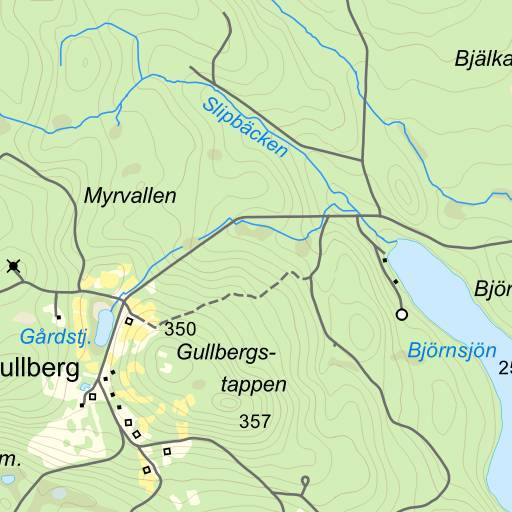 Bjälka
Slipbäcken
Myrvallen
Björ
Gårdstj.
350
Gullbergs-
tappen
Björnsjön
ullberg
25
357
m.